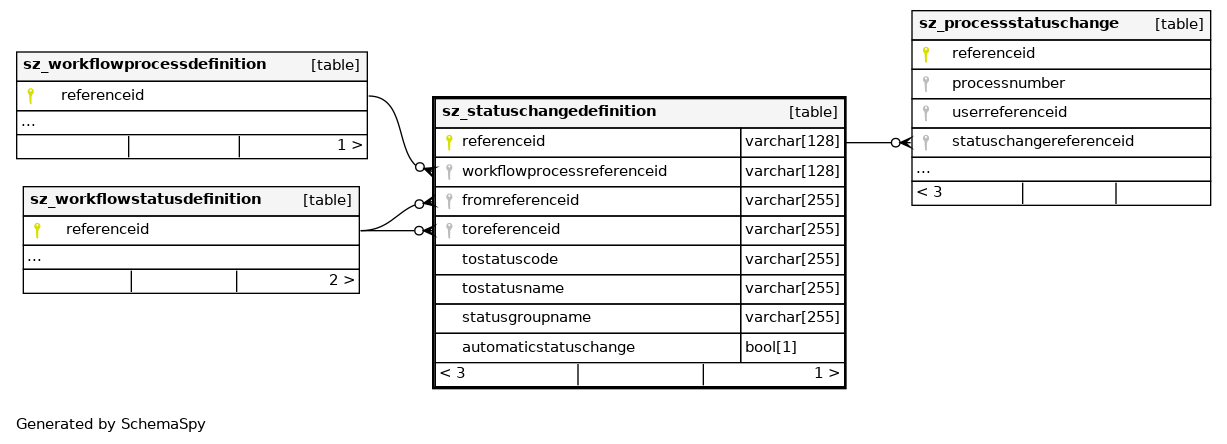 sz_workflowprocessdefinition [table]
referenceid
...
1 >
sz_workflowstatusdefinition [table]
referenceid
...
2 >
sz_statuschangedefinition [table]
referenceid varchar[128]
workflowprocessreferenceid varchar[128]
fromreferenceid varchar[255]
toreferenceid varchar[255]
tostatuscode varchar[255]
tostatusname varchar[255]
statusgroupname varchar[255]
automaticstatuschange bool[1]
< 3 1 >
sz_processstatuschange [table]
referenceid
processnumber
userreferenceid
statuschangereferenceid
...
< 3
Generated by SchemaSpy